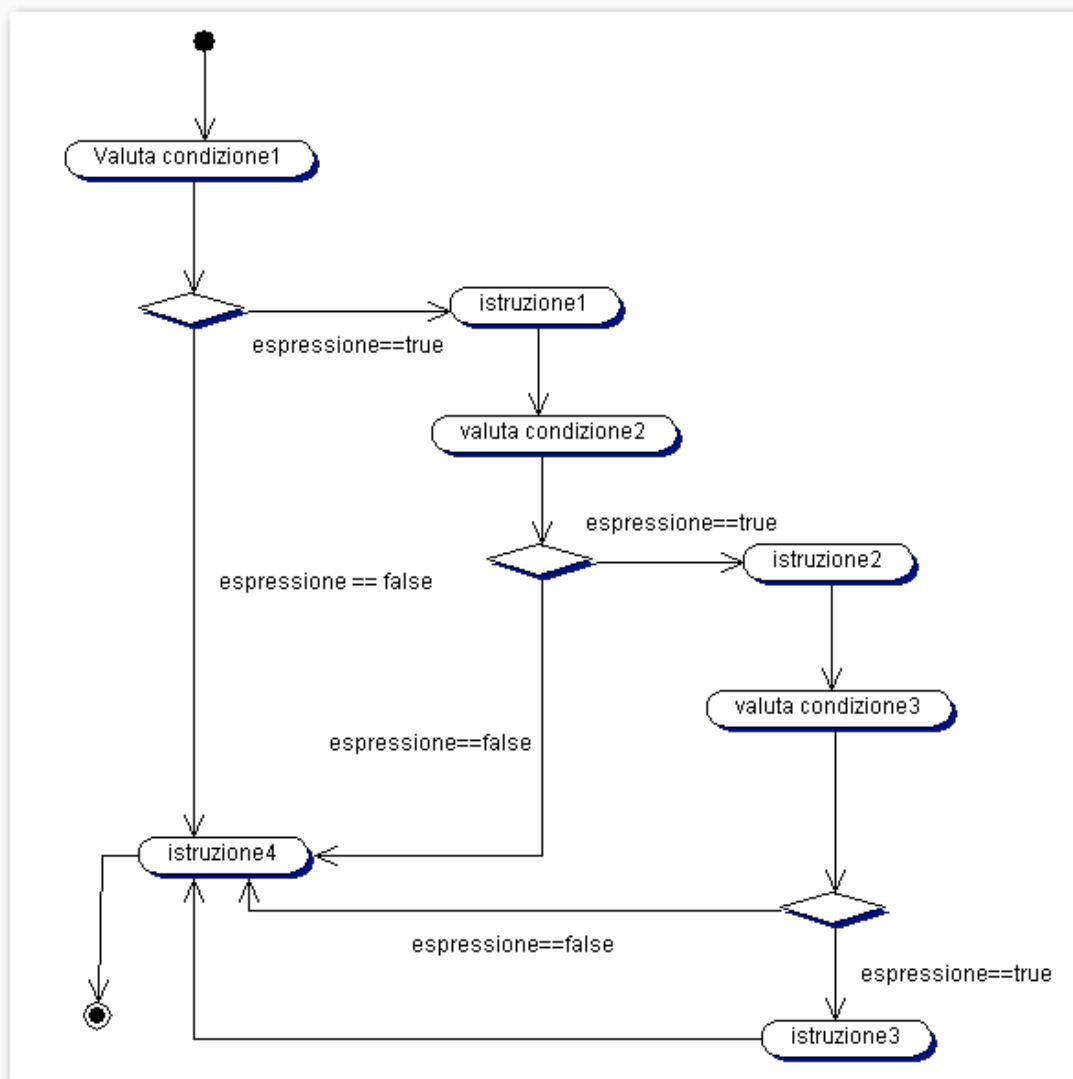 Valuta condizione1
istruzione1
espressione==true
valuta condizione2
espressione==true
istruzione2
espressione == false
valuta condizione3
espressione==false
istruzione4
espressione==false
espressione==true
istruzione3